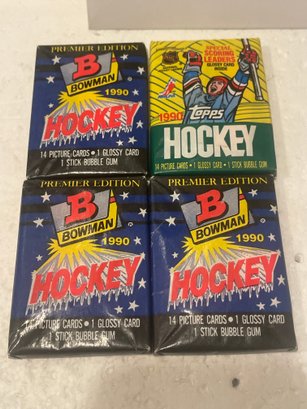 PREMIER EDITION
B
BOWMAN
1990
HOCKEY
14 PICTURE CARDS • 1 GLOSSY CARD
1 STICK BUBBLE GUM
SPECIAL
SCORING
LEADERS
GLOSSY CARD
INSIDE
1990
TOPPS
HOCKEY
14 PICTURE CARDS • 1 GLOSSY CARD • 1 STICK BUBBLE GUM
PREMIER EDITION
B
BOWMAN
1990
HOCKEY
14 PICTURE CARDS • 1 GLOSSY CARD
1 STICK BUBBLE GUM
PREMIER EDITION
B
BOWMAN
1990
HOCKEY
14 PICTURE CARDS • 1 GLOSSY CARD
1 STICK BUBBLE GUM